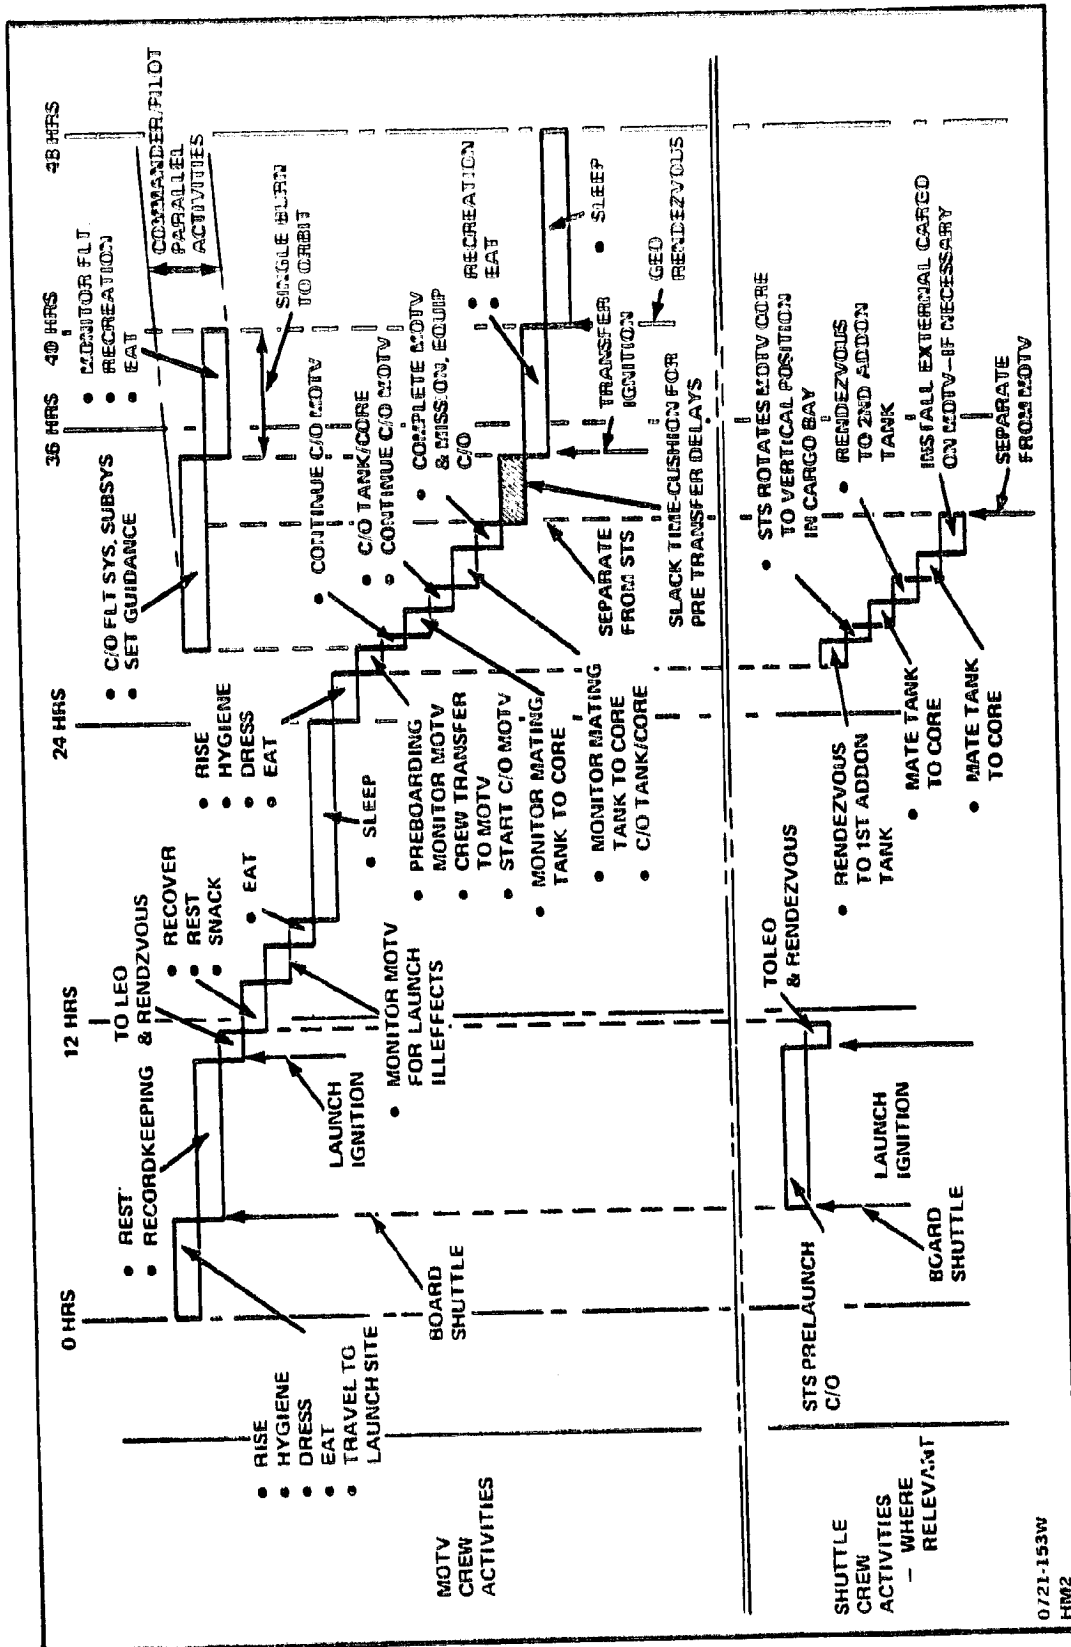 0 HRS
12 HRS
24 HRS
36 HRS
40 HRS
48 HRS
MOTV
CREW
ACTIVITIES
• RISE
• HYGIENE
• DRESS
• EAT
• TRAVEL TO
LAUNCH SITE
• REST
• RECORDKEEPING
BOARD
SHUTTLE
LAUNCH
IGNITION
TO LEO
& RENDZVOUS
• RECOVER
• REST
• SNACK
• MONITOR MOTV
FOR LAUNCH
ILLEFFECTS
• EAT
• SLEEP
• RISE
• HYGIENE
• DRESS
• EAT
• PREBOARDING
MONITOR MOTV
• CREW TRANSFER
TO MOTV
• START C/O MOTV
• MONITOR MATING
TANK TO CORE
• MONITOR MATING
TANK TO CORE
• C/O TANK/CORE
• C/O FLT SYS, SUBSYS
• SET GUIDANCE
• CONTINUE C/O MOTV
• C/O TANK/CORE
• CONTINUE C/O MOTV
• COMPLETE MOTV
& MISSION, EQUIP
C/O
SEPARATE
FROM STS
SLACK TIME-CUSHION FOR
PRE TRANSFER DELAYS
TRANSFER
IGNITION
• MONITOR FLT.
• RECREATION
• EAT
COMMANDER/PILOT
PARALLEL
ACTIVITIES
SINGLE BURN
TO ORBIT
• RECREATION
• EAT
• SLEEP
GEO
RENDEZVOUS
SHUTTLE
CREW
ACTIVITIES
– WHERE
RELEVANT
STS PRELAUNCH
C/O
BOARD
SHUTTLE
LAUNCH
IGNITION
TOLEO
& RENDEZVOUS
• RENDEZVOUS
TO 1ST ADDON
TANK
• MATE TANK
TO CORE
• MATE TANK
TO CORE
• STS ROTATES MOTV CORE
TO VERTICAL POSITION
IN CARGO BAY
• RENDEZVOUS
TO 2ND ADDON
TANK
INSTALL EXTERNAL CARGO
ON MOTV–IF NECESSARY
• SEPARATE
FROM MOTV
0721-153W
HM2